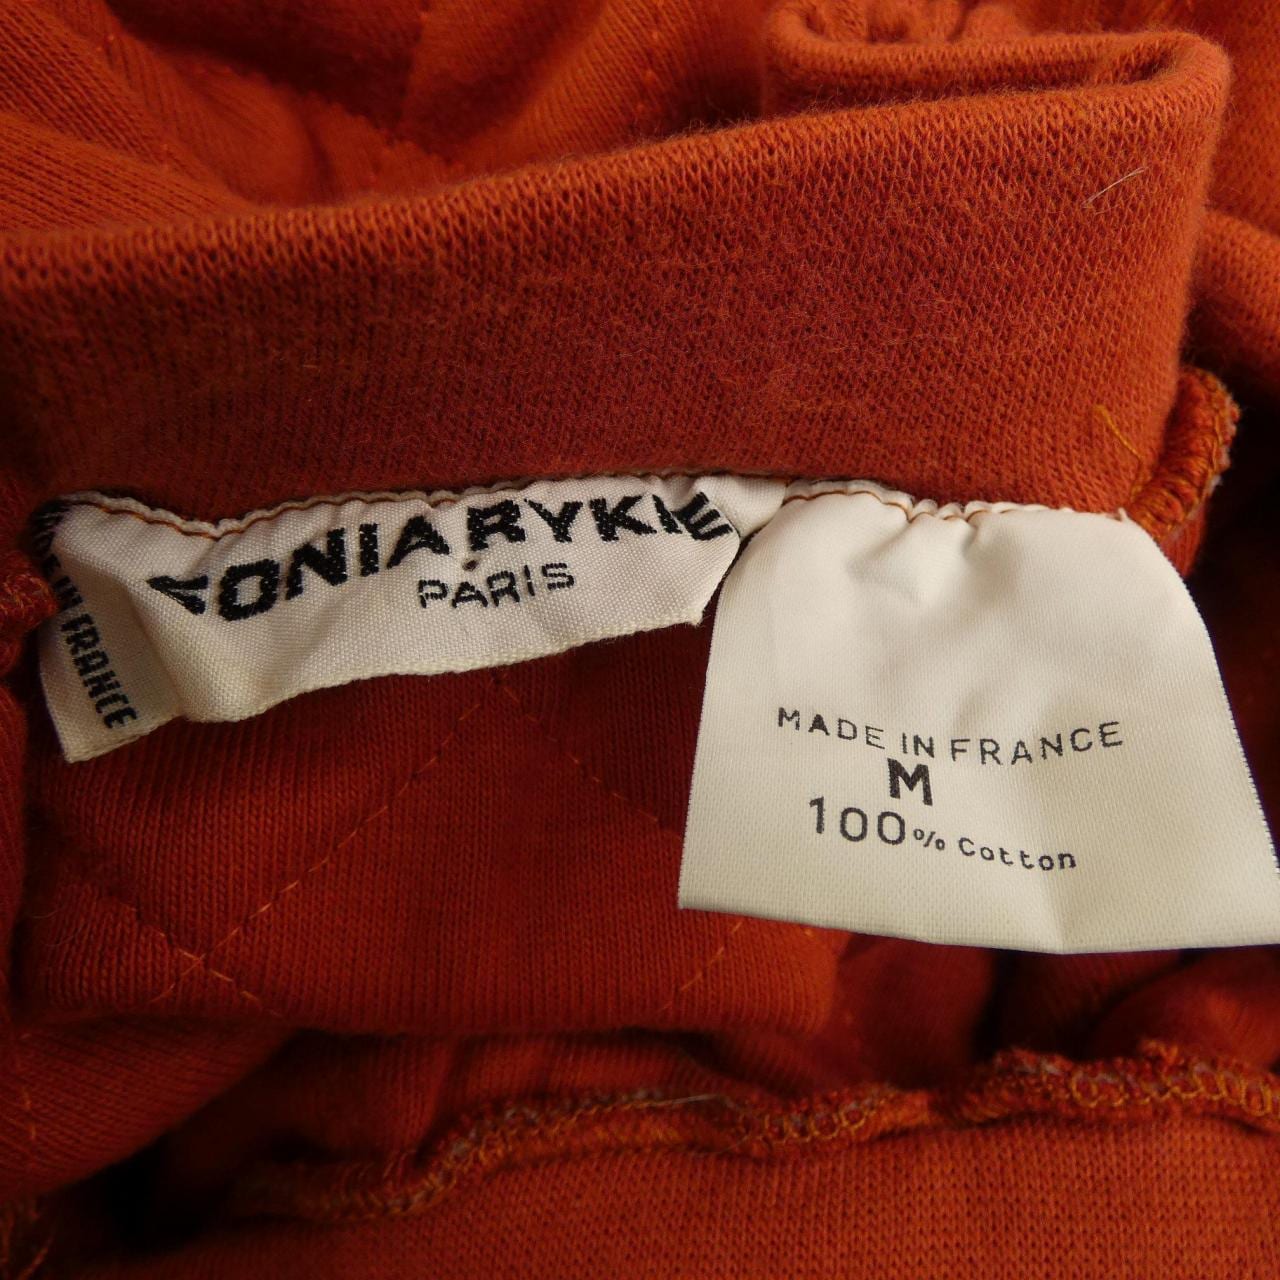 SONIA RYKIEL
PARIS
MADE IN FRANCE
MADE IN FRANCE
M
100% Cotton